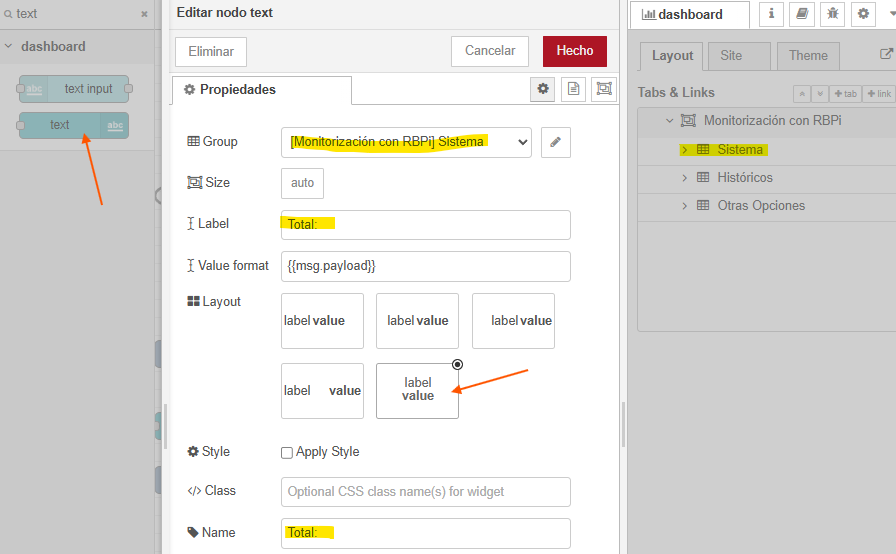 text
dashboard
abc text input
text abc
Editar nodo text
Eliminar
Cancelar
Hecho
Propiedades
Group
[Monitorización con RBPi] Sistema
Size
auto
Label
Total:
Value format
{{msg.payload}}
Layout
label value
label value
label value
label value
label
value
Style
Apply Style
Class
Optional CSS class name(s) for widget
Name
Total:
dashboard
i
Layout
Site
Theme
Tabs & Links
tab
link
Monitorización con RBPi
Sistema
Históricos
Otras Opciones